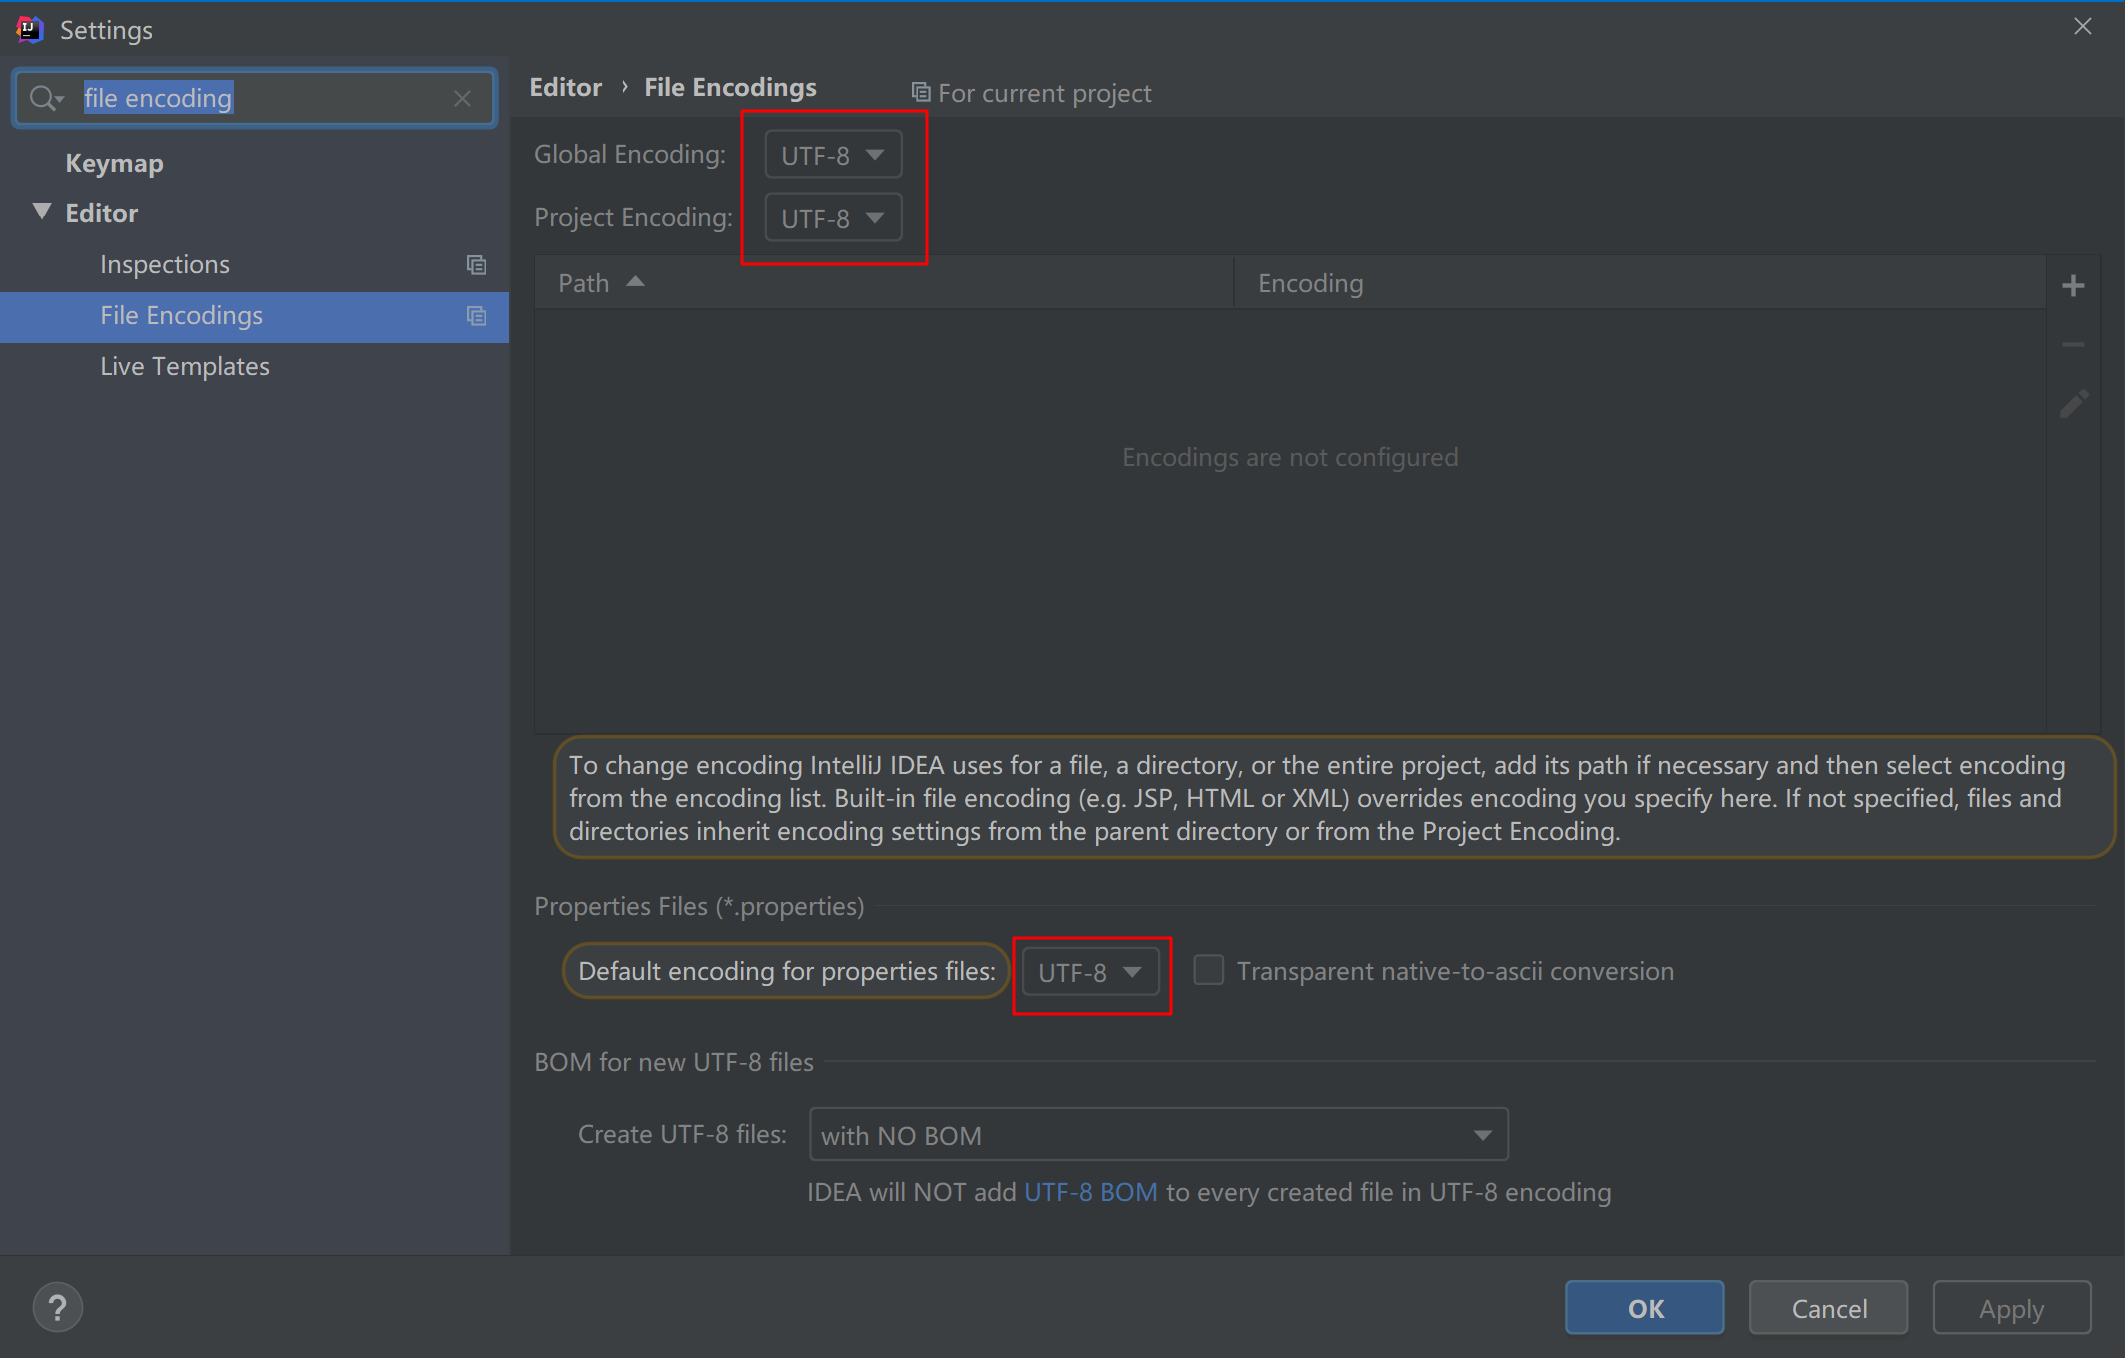 IJ
Settings
file encoding
Keymap
Editor
Inspections
File Encodings
Live Templates
Editor › File Encodings
For current project
Global Encoding: UTF-8
Project Encoding: UTF-8
Path Encoding
Encodings are not configured
To change encoding IntelliJ IDEA uses for a file, a directory, or the entire project, add its path if necessary and then select encoding
from the encoding list. Built-in file encoding (e.g. JSP, HTML or XML) overrides encoding you specify here. If not specified, files and
directories inherit encoding settings from the parent directory or from the Project Encoding.
Properties Files (*.properties)
Default encoding for properties files: UTF-8 Transparent native-to-ascii conversion
BOM for new UTF-8 files
Create UTF-8 files: with NO BOM
IDEA will NOT add UTF-8 BOM to every created file in UTF-8 encoding
?
OK Cancel Apply